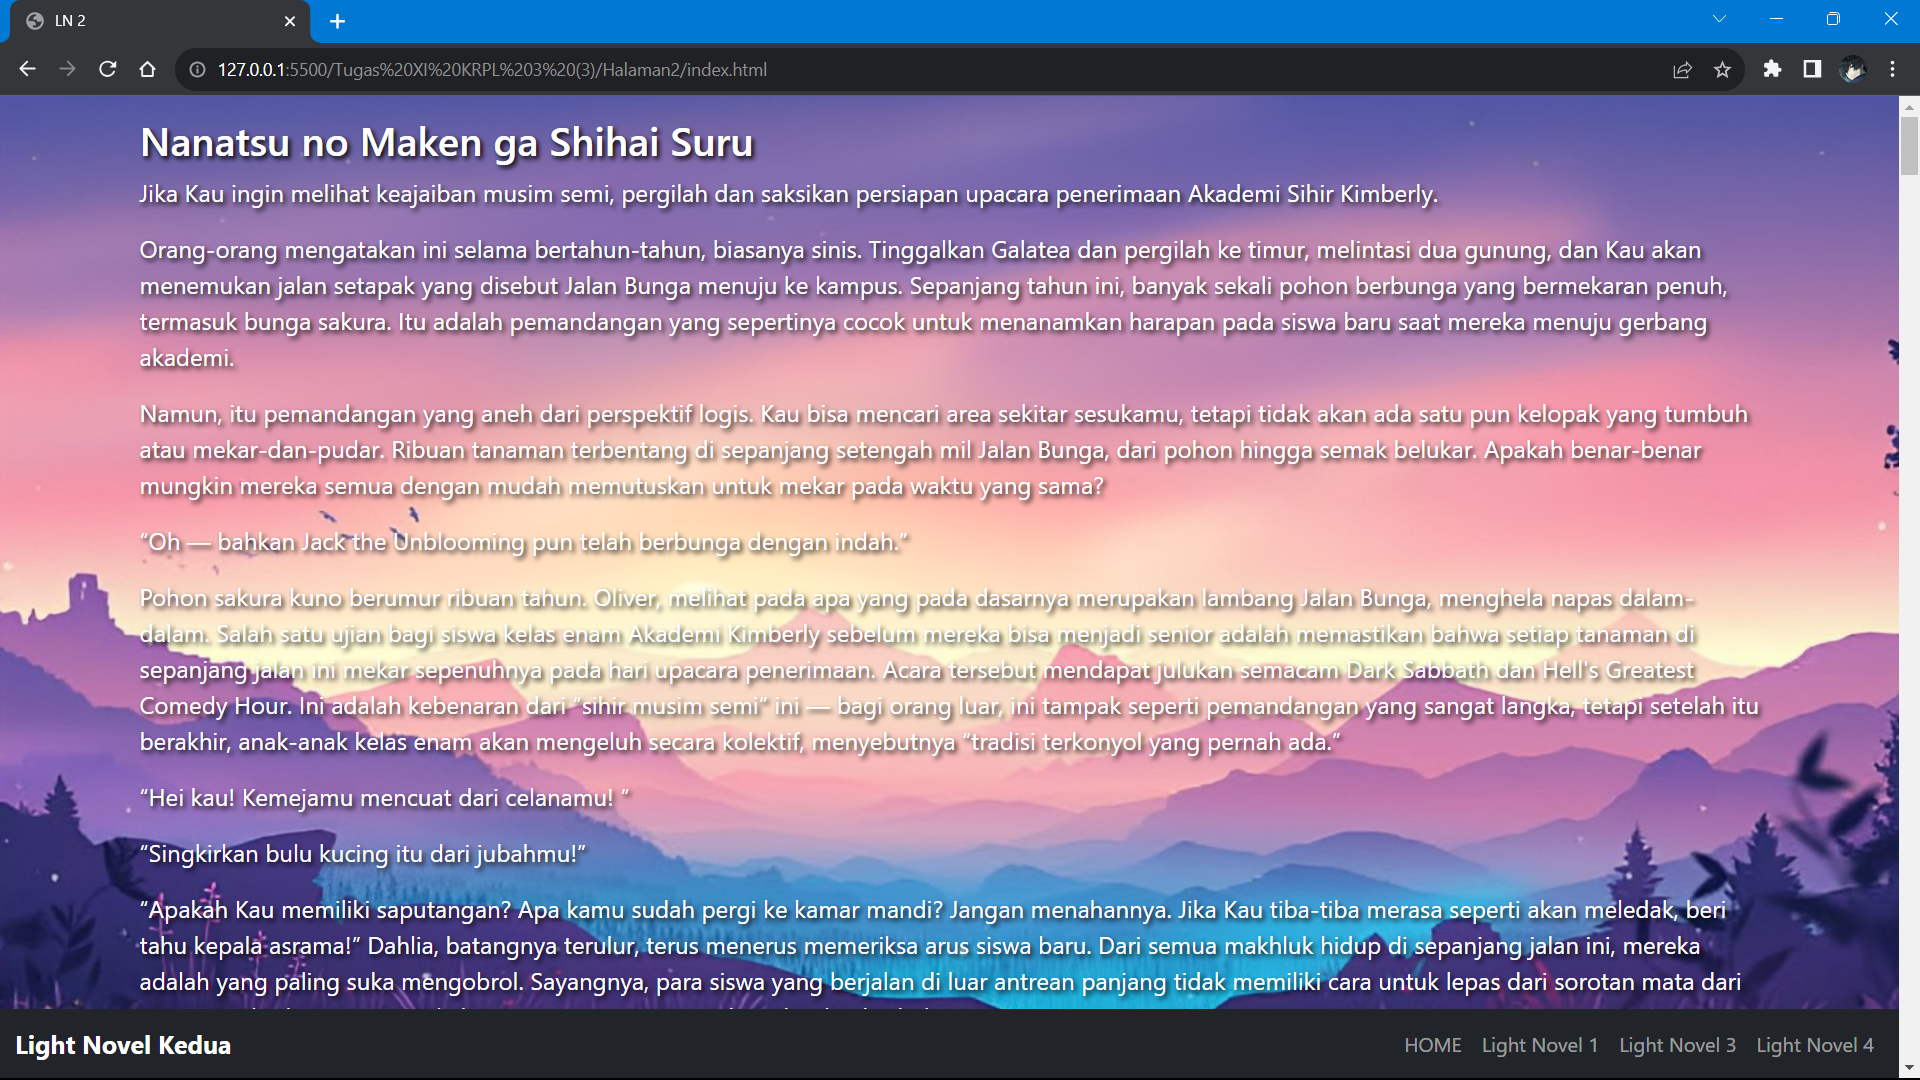 LN 2
127.0.0.1:5500/Tugas%20XI%20KRPL%203%20(3)/Halaman2/index.html
Nanatsu no Maken ga Shihai Suru
Jika Kau ingin melihat keajaiban musim semi, pergilah dan saksikan persiapan upacara penerimaan Akademi Sihir Kimberly.
Orang-orang mengatakan ini selama bertahun-tahun, biasanya sinis. Tinggalkan Galatea dan pergilah ke timur, melintasi dua gunung, dan Kau akan
menemukan jalan setapak yang disebut Jalan Bunga menuju ke kampus. Sepanjang tahun ini, banyak sekali pohon berbunga yang bermekaran penuh,
termasuk bunga sakura. Itu adalah pemandangan yang sepertinya cocok untuk menanamkan harapan pada siswa baru saat mereka menuju gerbang
akademi.
Namun, itu pemandangan yang aneh dari perspektif logis. Kau bisa mencari area sekitar sesukamu, tetapi tidak akan ada satu pun kelopak yang tumbuh
atau mekar-dan-pudar. Ribuan tanaman terbentang di sepanjang setengah mil Jalan Bunga, dari pohon hingga semak belukar. Apakah benar-benar
mungkin mereka semua dengan mudah memutuskan untuk mekar pada waktu yang sama?
“Oh — bahkan Jack the Unblooming pun telah berbunga dengan indah.”
Pohon sakura kuno berumur ribuan tahun. Oliver, melihat pada apa yang pada dasarnya merupakan lambang Jalan Bunga, menghela napas dalam-
dalam. Salah satu ujian bagi siswa kelas enam Akademi Kimberly sebelum mereka bisa menjadi senior adalah memastikan bahwa setiap tanaman di
sepanjang jalan ini mekar sepenuhnya pada hari upacara penerimaan. Acara tersebut mendapat julukan semacam Dark Sabbath dan Hell's Greatest
Comedy Hour. Ini adalah kebenaran dari “sihir musim semi” ini — bagi orang luar, ini tampak seperti pemandangan yang sangat langka, tetapi setelah itu
berakhir, anak-anak kelas enam akan mengeluh secara kolektif, menyebutnya “tradisi terkonyol yang pernah ada.”
“Hei kau! Kemejamu mencuat dari celanamu! ”
“Singkirkan bulu kucing itu dari jubahmu!”
“Apakah Kau memiliki saputangan? Apa kamu sudah pergi ke kamar mandi? Jangan menahannya. Jika Kau tiba-tiba merasa seperti akan meledak, beri
tahu kepala asrama!” Dahlia, batangnya terulur, terus menerus memeriksa arus siswa baru. Dari semua makhluk hidup di sepanjang jalan ini, mereka
adalah yang paling suka mengobrol. Sayangnya, para siswa yang berjalan di luar antrean panjang tidak memiliki cara untuk lepas dari sorotan mata dari
Light Novel Kedua
HOME Light Novel 1 Light Novel 3 Light Novel 4